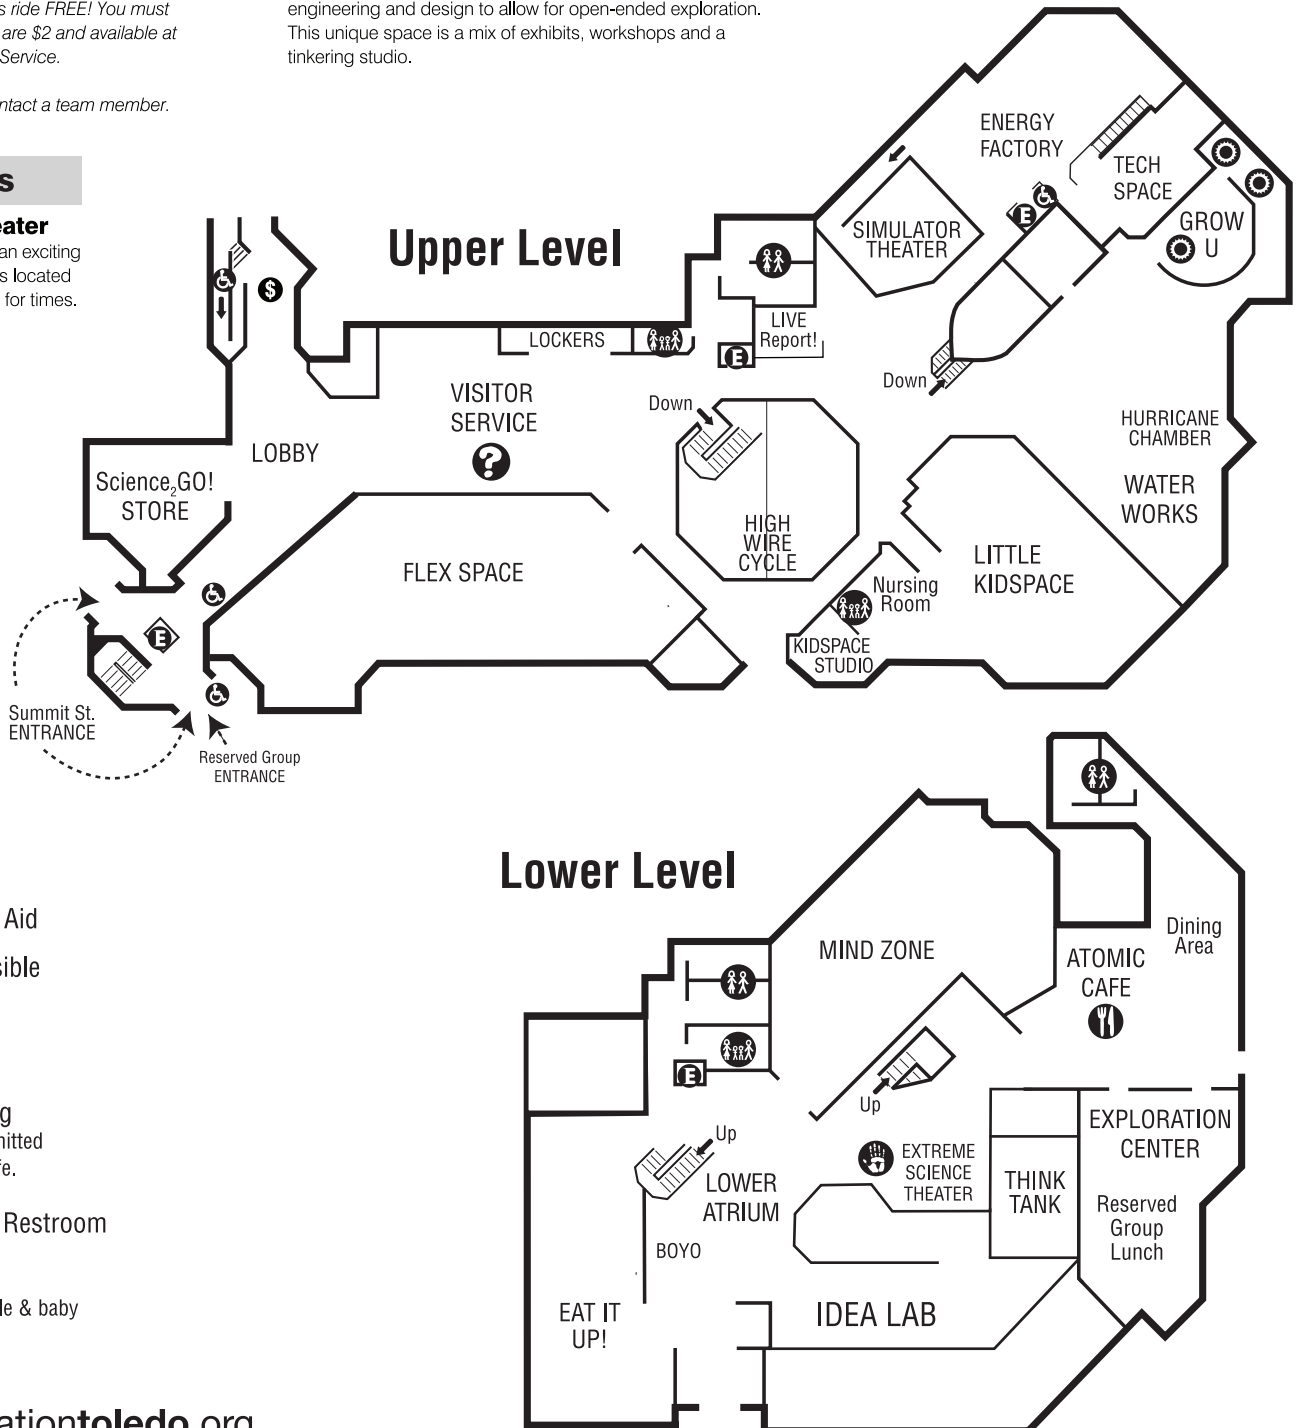 s ride FREE! You must
are $2 and available at
Service.
ntact a team member.
engineering and design to allow for open-ended exploration.
This unique space is a mix of exhibits, workshops and a
tinkering studio.
s
eater
an exciting
s located
for times.
Upper Level
ENERGY
FACTORY
TECH
SPACE
GROW
U
SIMULATOR
THEATER
E
$
LOCKERS
LIVE
Report!
E
Down
VISITOR
SERVICE
?
Down
LOBBY
HURRICANE
CHAMBER
Science2GO!
STORE
WATER
WORKS
HIGH
WIRE
CYCLE
FLEX SPACE
LITTLE
KIDSPACE
Nursing
Room
E
KIDSPACE
STUDIO
Summit St.
ENTRANCE
Reserved Group
ENTRANCE
Lower Level
Aid
sible
g
nitted
fe.
Restroom
le & baby
ationtoledo.org
Dining
Area
MIND ZONE
ATOMIC
CAFE
E
Up
Up
EXPLORATION
CENTER
EXTREME
SCIENCE
THEATER
THINK
TANK
LOWER
ATRIUM
Reserved
Group
Lunch
BOYO
EAT IT
UP!
IDEA LAB